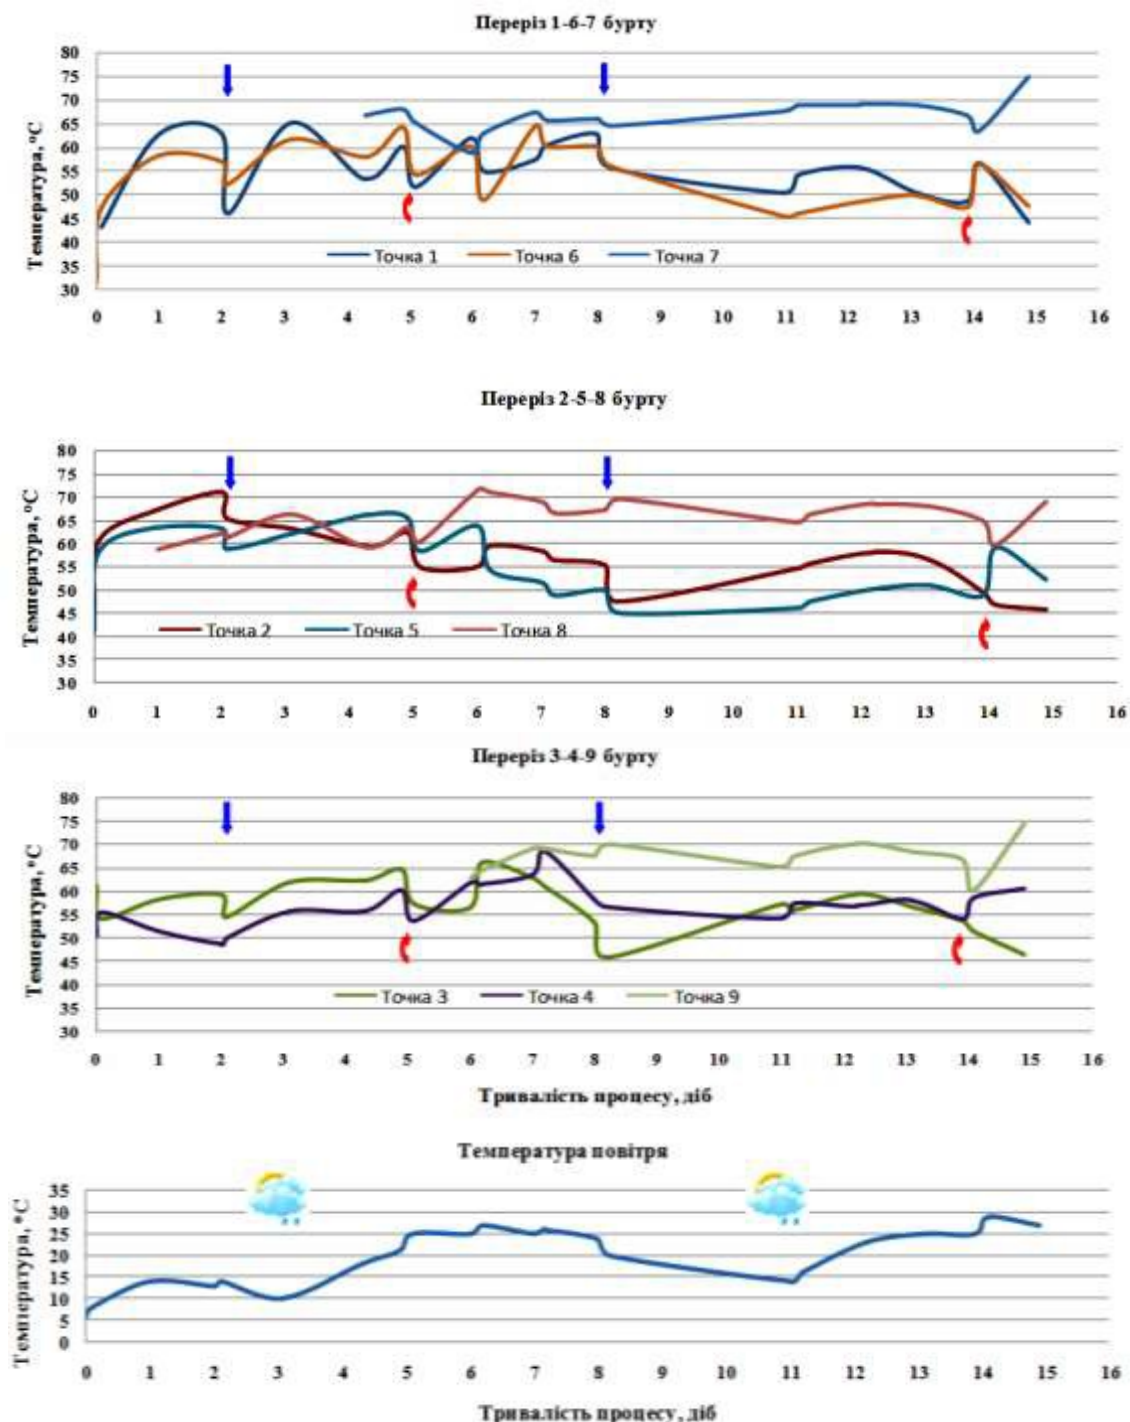 Переріз 1-6-7 бурту
Температура, °С
80
75
70
65
60
55
50
45
40
35
30
Точка 1 Точка 6 Точка 7
0 1 2 3 4 5 6 7 8 9 10 11 12 13 14 15 16
Переріз 2-5-8 бурту
Температура, °С
80
75
70
65
60
55
50
45
40
35
30
Точка 2 Точка 5 Точка 8
0 1 2 3 4 5 6 7 8 9 10 11 12 13 14 15 16
Переріз 3-4-9 бурту
Температура, °С
80
75
70
65
60
55
50
45
40
35
30
Точка 3 Точка 4 Точка 9
0 1 2 3 4 5 6 7 8 9 10 11 12 13 14 15 16
Тривалість процесу, діб
Температура повітря
Температура, °С
35
30
25
20
15
10
5
0
0 1 2 3 4 5 6 7 8 9 10 11 12 13 14 15 16
Тривалість процесу, діб